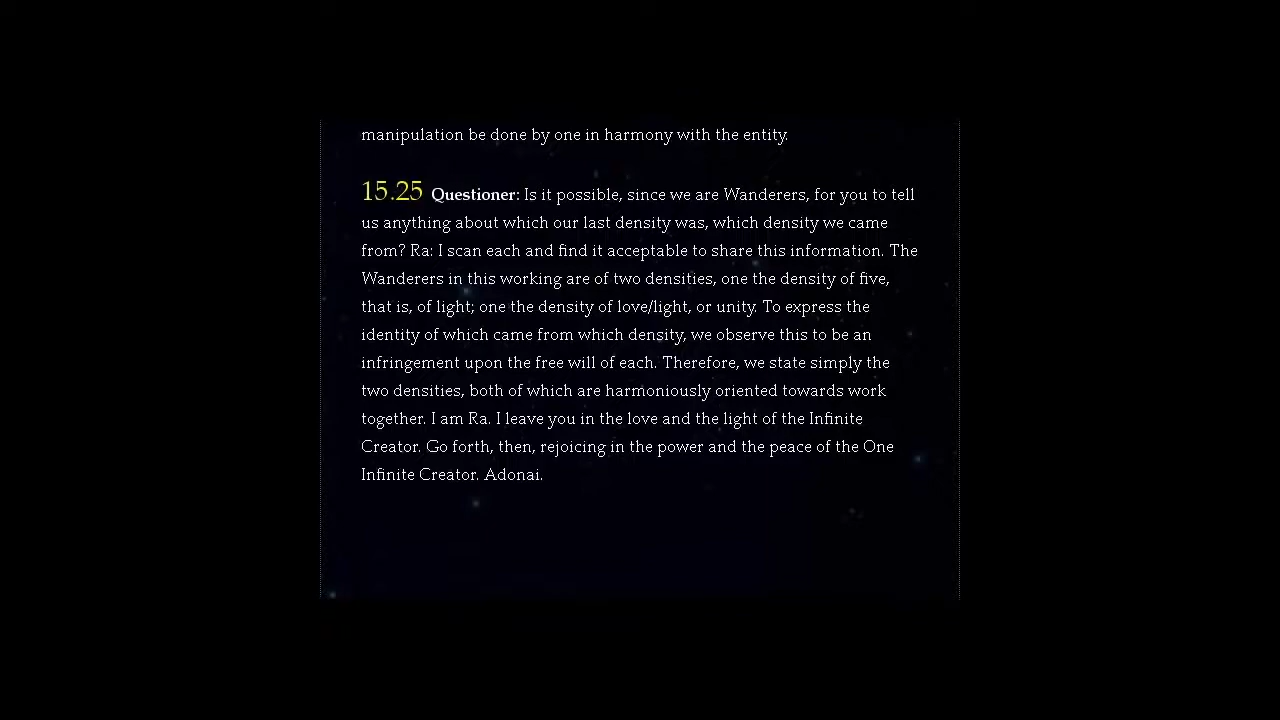 manipulation be done by one in harmony with the entity.
15.25 Questioner: Is it possible, since we are Wanderers, for you to tell
us anything about which our last density was, which density we came
from? Ra: I scan each and find it acceptable to share this information. The
Wanderers in this working are of two densities, one the density of five,
that is, of light; one the density of love/light, or unity. To express the
identity of which came from which density, we observe this to be an
infringement upon the free will of each. Therefore, we state simply the
two densities, both of which are harmoniously oriented towards work
together. I am Ra. I leave you in the love and the light of the Infinite
Creator. Go forth, then, rejoicing in the power and the peace of the One
Infinite Creator. Adonai.